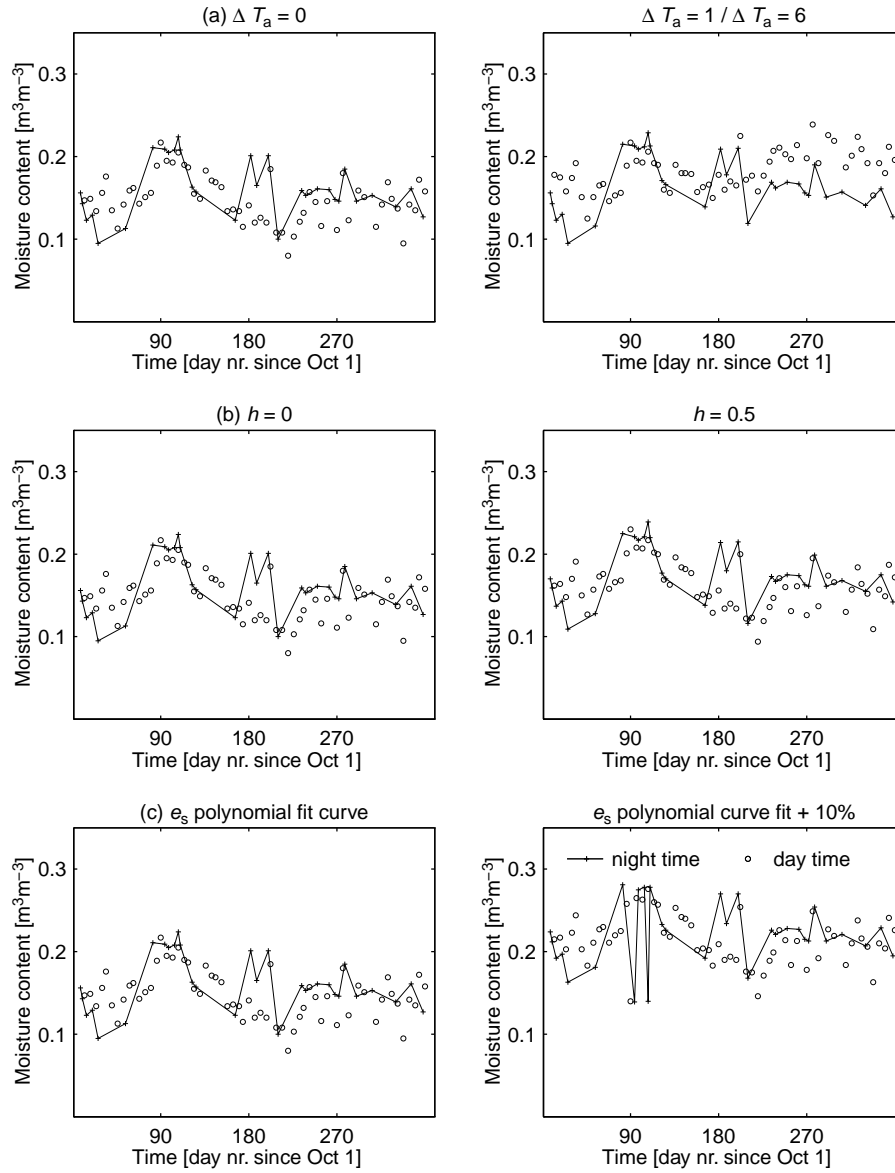 (a) Δ Tₐ = 0
Δ Tₐ = 1 / Δ Tₐ = 6
Moisture content [m³m⁻³]
0.3
0.2
0.1
90
180
270
Time [day nr. since Oct 1]
Moisture content [m³m⁻³]
0.3
0.2
0.1
90
180
270
Time [day nr. since Oct 1]
(b) h = 0
h = 0.5
Moisture content [m³m⁻³]
0.3
0.2
0.1
90
180
270
Time [day nr. since Oct 1]
Moisture content [m³m⁻³]
0.3
0.2
0.1
90
180
270
Time [day nr. since Oct 1]
(c) eₛ polynomial fit curve
eₛ polynomial curve fit + 10%
Moisture content [m³m⁻³]
0.3
0.2
0.1
90
180
270
Time [day nr. since Oct 1]
Moisture content [m³m⁻³]
0.3
0.2
0.1
night time
day time
90
180
270
Time [day nr. since Oct 1]